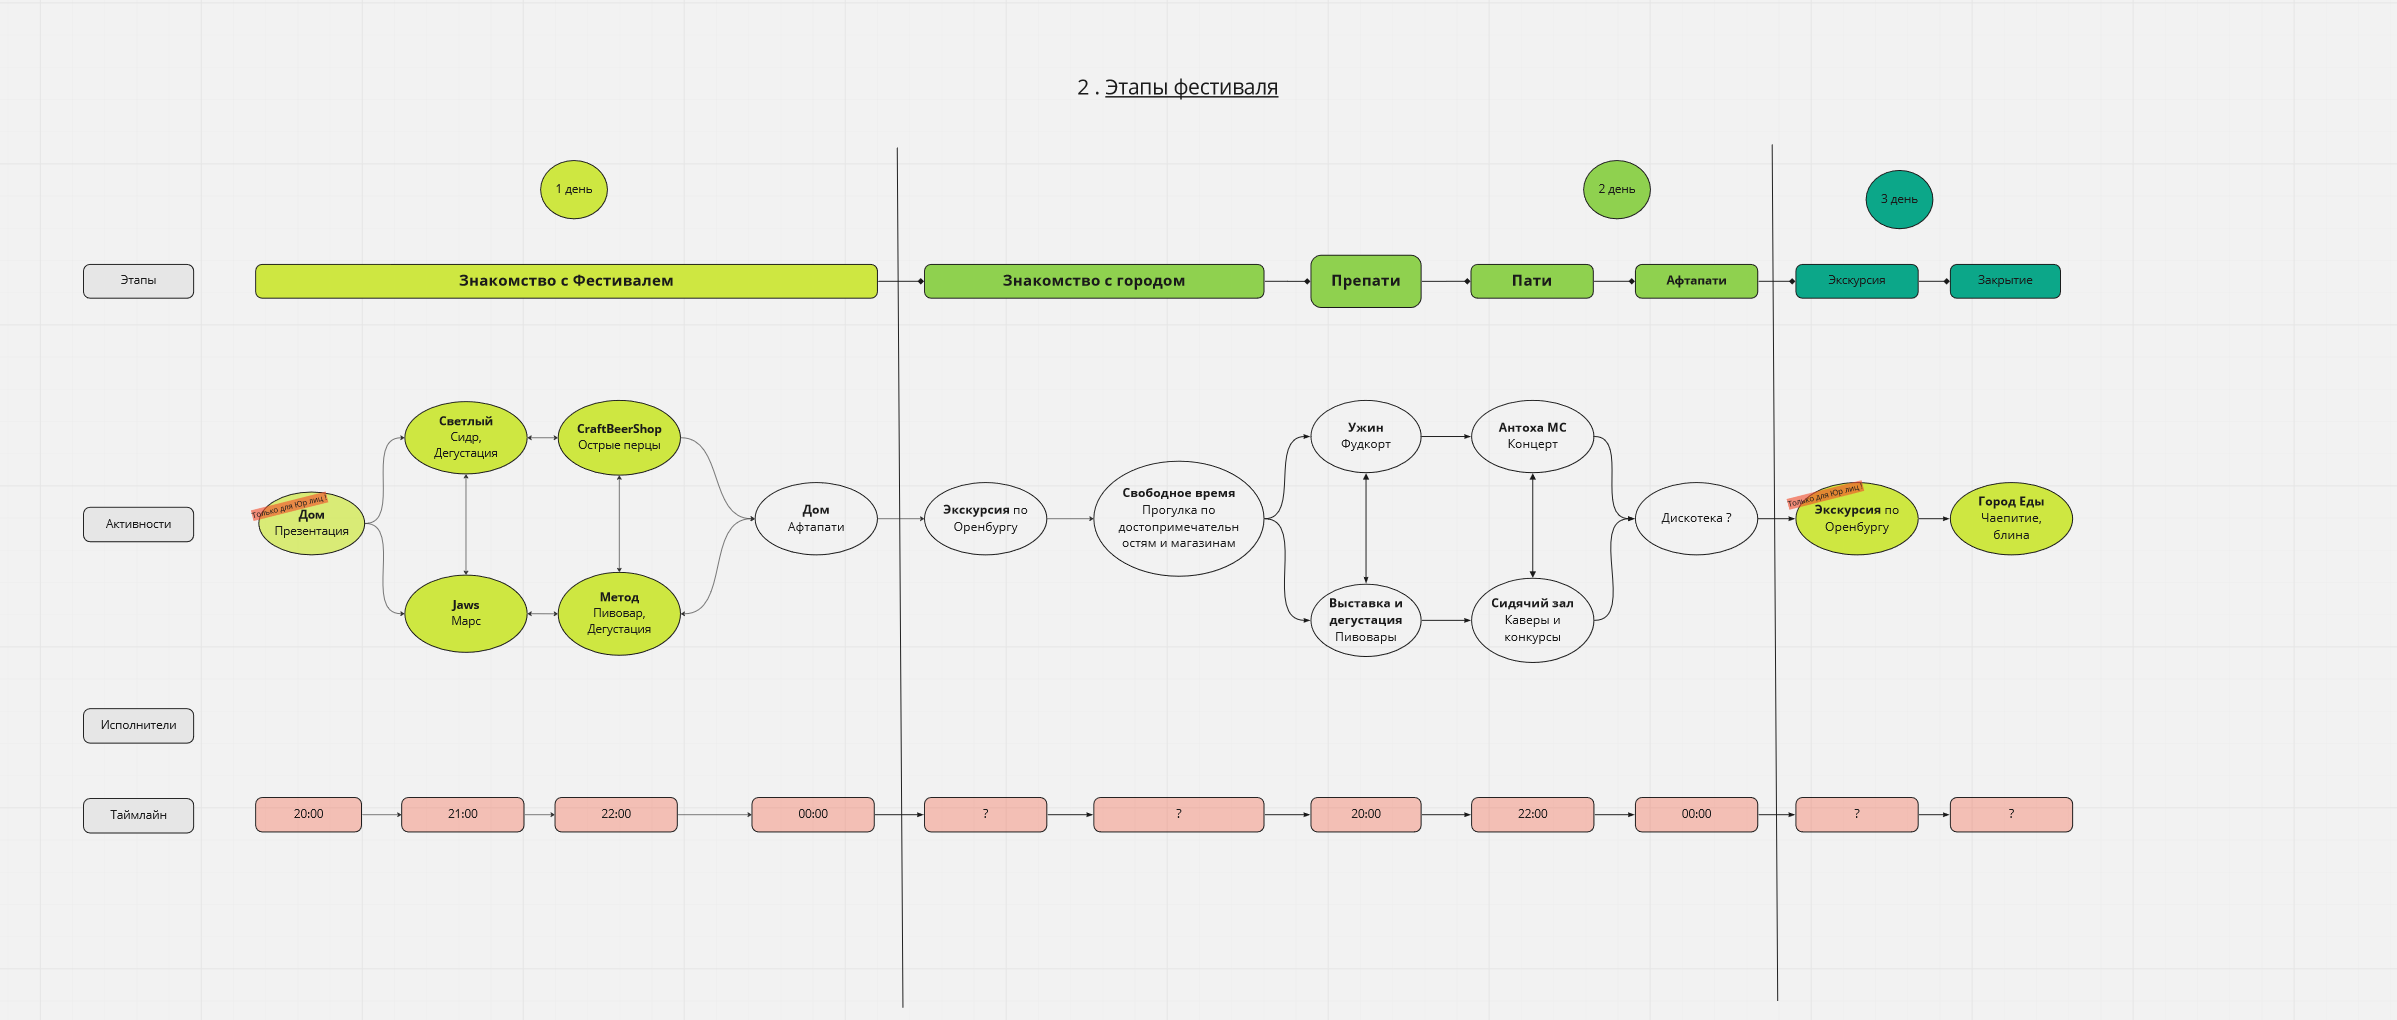 2 . Этапы фестиваля
1 день
2 день
3 день
Этапы
Знакомство с Фестивалем
Знакомство с городом
Препати
Пати
Афтапати
Экскурсия
Закрытие
Активности
Только для Юр лиц !
Дом
Презентация
Светлый
Сидр,
Дегустация
CraftBeerShop
Острые перцы
Jaws
Марс
Метод
Пивовар,
Дегустация
Дом
Афтапати
Экскурсия по
Оренбургу
Свободное время
Прогулка по
достопримечательн
остям и магазинам
Ужин
Фудкорт
Выставка и
дегустация
Пивовары
Антоха МС
Концерт
Сидячий зал
Каверы и
конкурсы
Дискотека ?
Только для Юр лиц !
Экскурсия по
Оренбургу
Город Еды
Чаепитие,
блина
Исполнители
Таймлайн
20:00
21:00
22:00
00:00
?
?
20:00
22:00
00:00
?
?